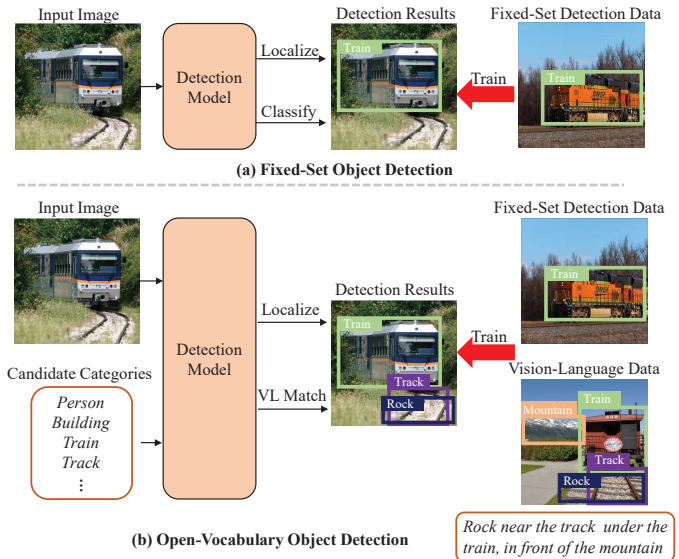 Input Image
Detection Results
Fixed-Set Detection Data
Detection
Model
Localize
Classify
Train
Train
Train
BNSF
(a) Fixed-Set Object Detection
Input Image
Fixed-Set Detection Data
Detection Results
Train
BNSF
Detection
Model
Localize
VL Match
Train
Track
Rock
Train
Candidate Categories
Person
Building
Train
Track
⋮
Vision-Language Data
Train
Mountain
Track
Rock
(b) Open-Vocabulary Object Detection
Rock near the track under the
train, in front of the mountain